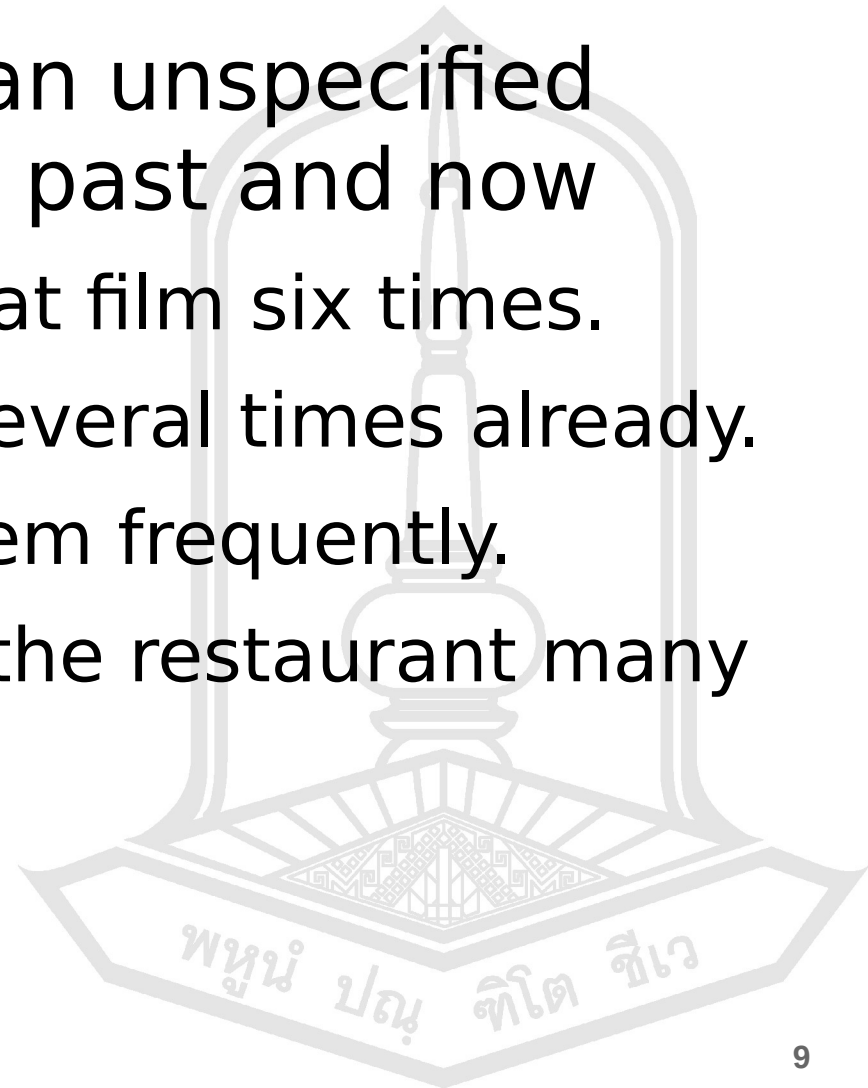 an unspecified
past and now
at film six times.
everal times already.
em frequently.
the restaurant many
พหูนํ ปณฺฑิโต ชีเว
9